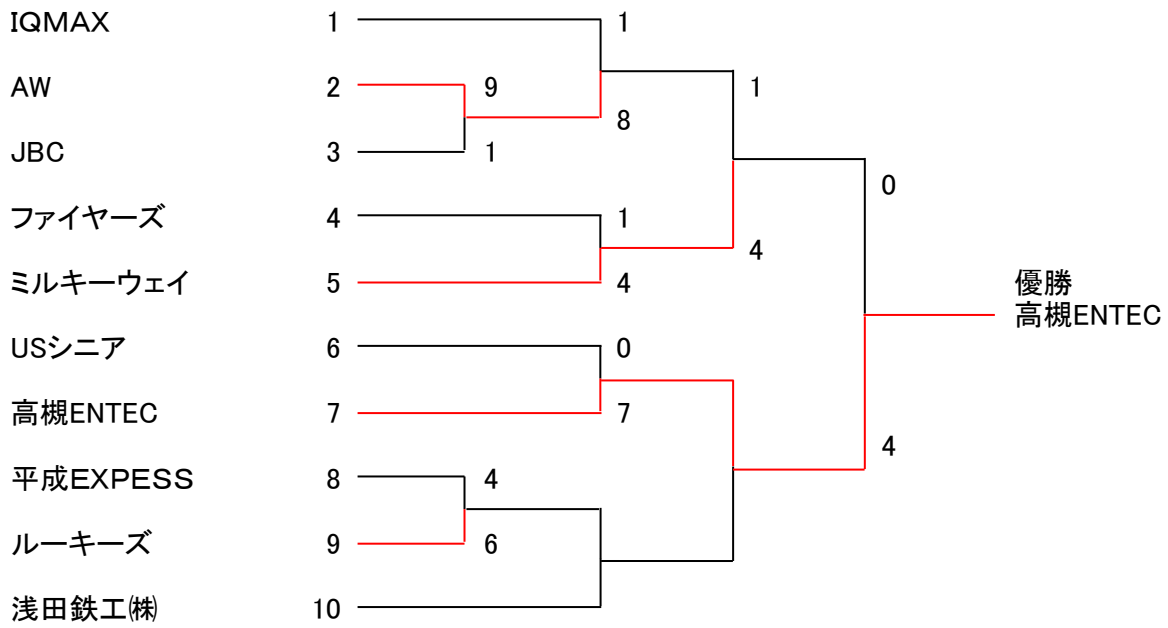 IQMAX 1 1
AW 2 9 1
8
JBC 3 1
0
ファイヤーズ 4 1
4
ミルキーウェイ 5 4
優勝
高槻ENTEC
USシニア 6 0
高槻ENTEC 7 7
4
平成EXPESS 8 4
ルーキーズ 9 6
浅田鉄工㈱ 10